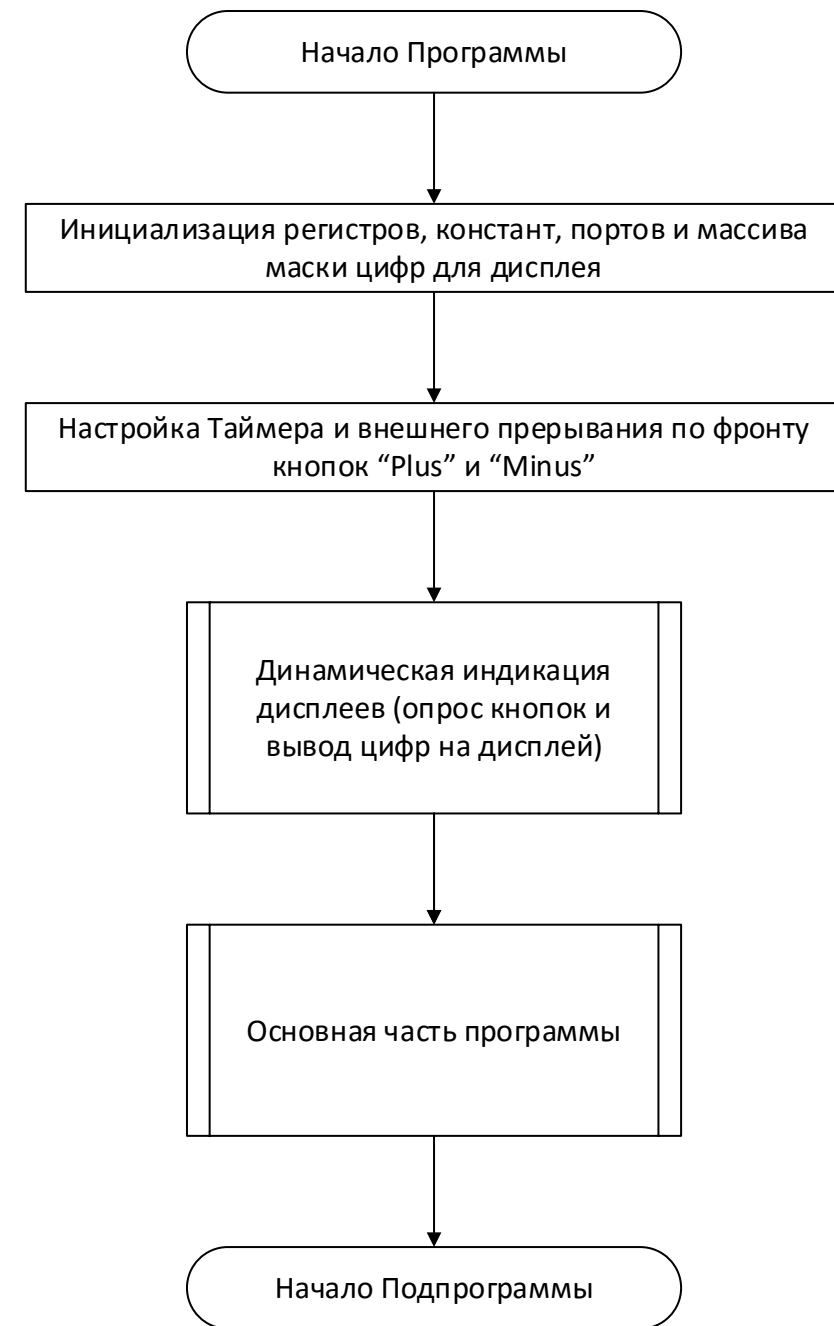 Начало Программы
Инициализация регистров, констант, портов и массива
маски цифр для дисплея
Настройка Таймера и внешнего прерывания по фронту
кнопок “Plus” и “Minus”
Динамическая индикация
дисплеев (опрос кнопок и
вывод цифр на дисплей)
Основная часть программы
Начало Подпрограммы